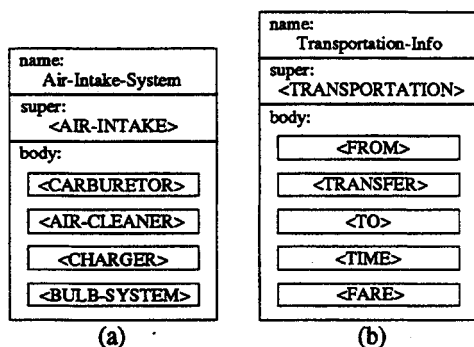 name:
Air-Intake-System
super:
<AIR-INTAKE>
body:
<CARBURETOR>
<AIR-CLEANER>
<CHARGER>
<BULB-SYSTEM>
(a)
name:
Transportation-Info
super:
<TRANSPORTATION>
body:
<FROM>
<TRANSFER>
<TO>
<TIME>
<FARE>
(b)